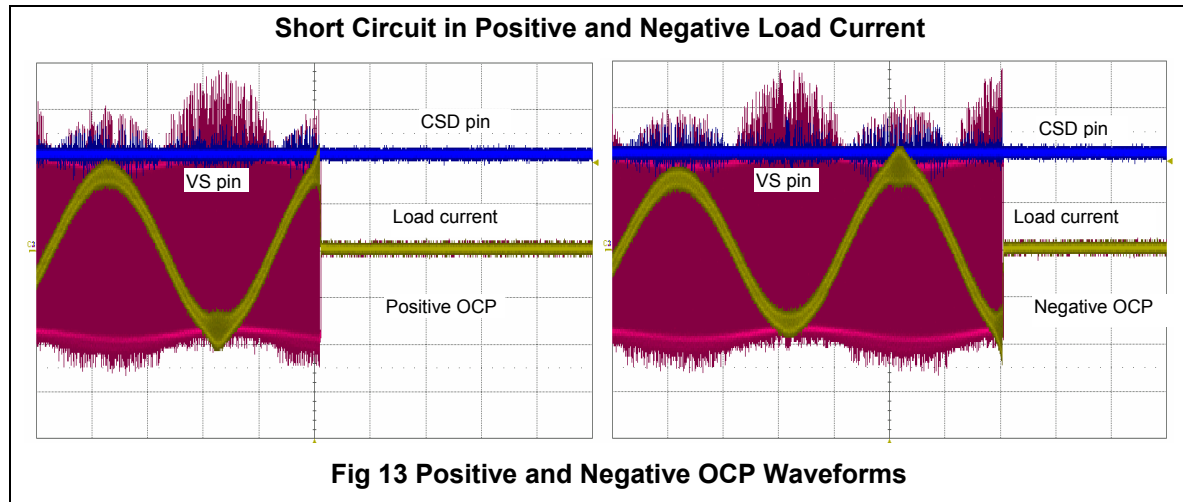 Short Circuit in Positive and Negative Load Current
CSD pin
VS pin
Load current
Positive OCP
CSD pin
VS pin
Load current
Negative OCP
Fig 13 Positive and Negative OCP Waveforms